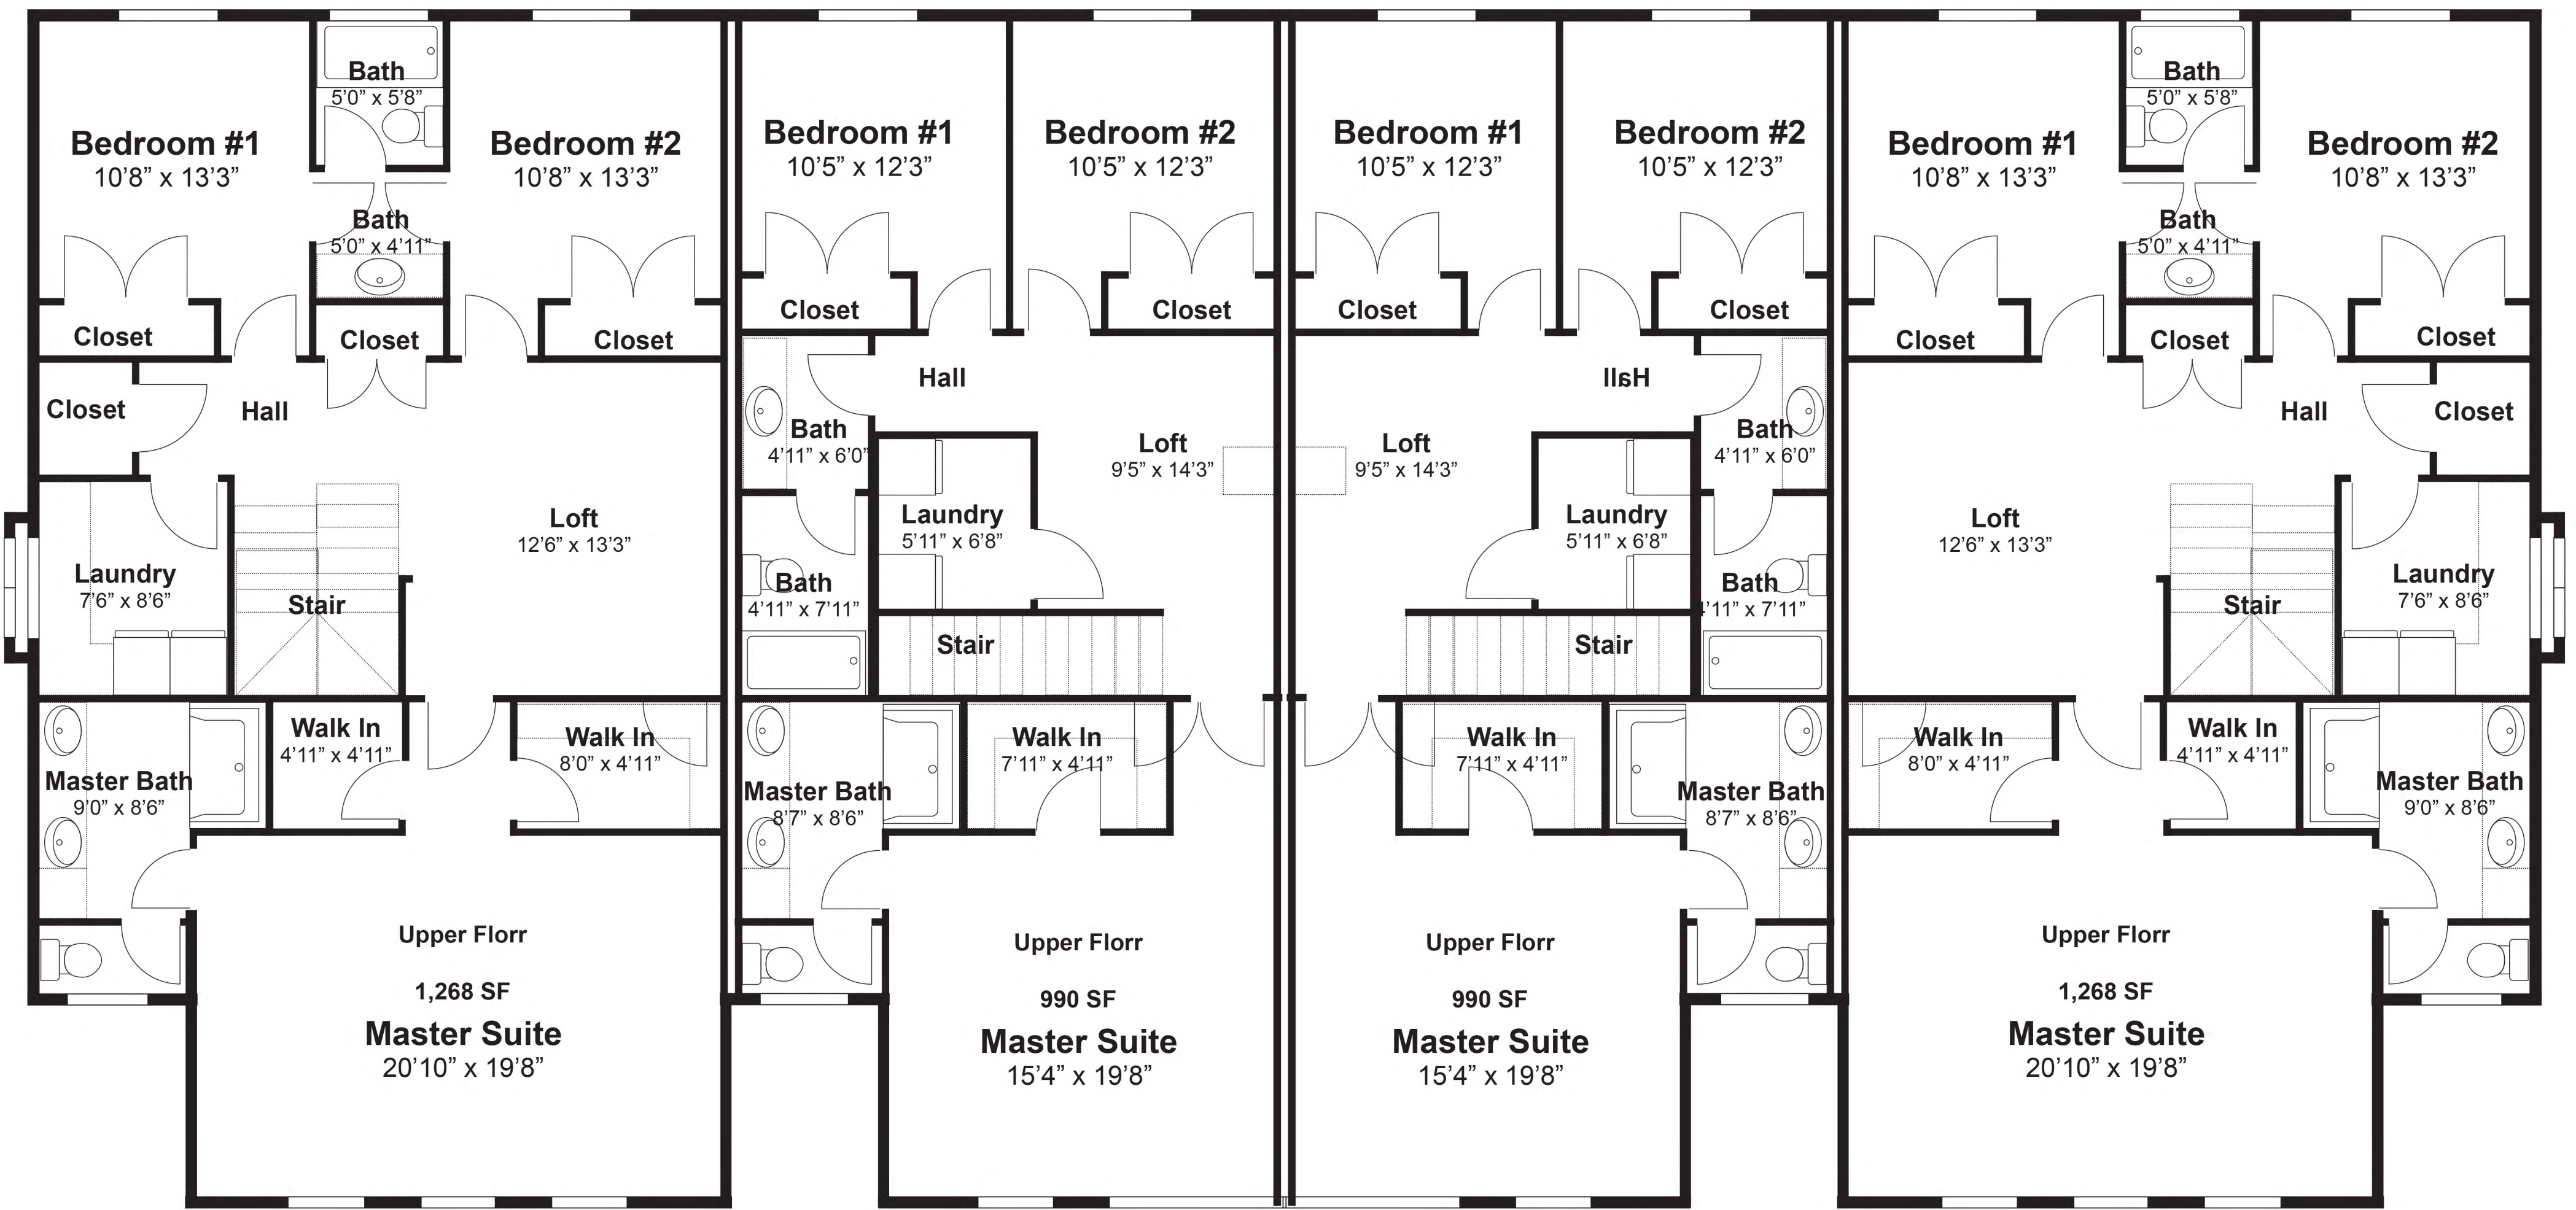 Bath
5'0” x 5'8”
Bedroom #1
10'8” x 13'3”
Bedroom #2
10'8” x 13'3”
Bath
5'0” x 4'11”
Closet
Closet
Closet
Closet
Hall
Loft
12'6” x 13'3”
Laundry
7'6” x 8'6”
Stair
Walk In
4'11” x 4'11”
Walk In
8'0” x 4'11”
Master Bath
9'0” x 8'6”
Upper Florr
1,268 SF
Master Suite
20'10” x 19'8”
Bedroom #1
10'5” x 12'3”
Bedroom #2
10'5” x 12'3”
Closet
Closet
Hall
Bath
4'11” x 6'0”
Loft
9'5” x 14'3”
Laundry
5'11” x 6'8”
Bath
4'11” x 7'11”
Stair
Walk In
7'11” x 4'11”
Master Bath
8'7” x 8'6”
Upper Florr
990 SF
Master Suite
15'4” x 19'8”
Bedroom #1
10'5” x 12'3”
Bedroom #2
10'5” x 12'3”
Closet
Closet
Hall
Loft
9'5” x 14'3”
Bath
4'11” x 6'0”
Laundry
5'11” x 6'8”
Bath
4'11” x 7'11”
Stair
Walk In
7'11” x 4'11”
Master Bath
8'7” x 8'6”
Upper Florr
990 SF
Master Suite
15'4” x 19'8”
Bath
5'0” x 5'8”
Bedroom #1
10'8” x 13'3”
Bedroom #2
10'8” x 13'3”
Bath
5'0” x 4'11”
Closet
Closet
Closet
Hall
Closet
Loft
12'6” x 13'3”
Laundry
7'6” x 8'6”
Stair
Walk In
8'0” x 4'11”
Walk In
4'11” x 4'11”
Master Bath
9'0” x 8'6”
Upper Florr
1,268 SF
Master Suite
20'10” x 19'8”